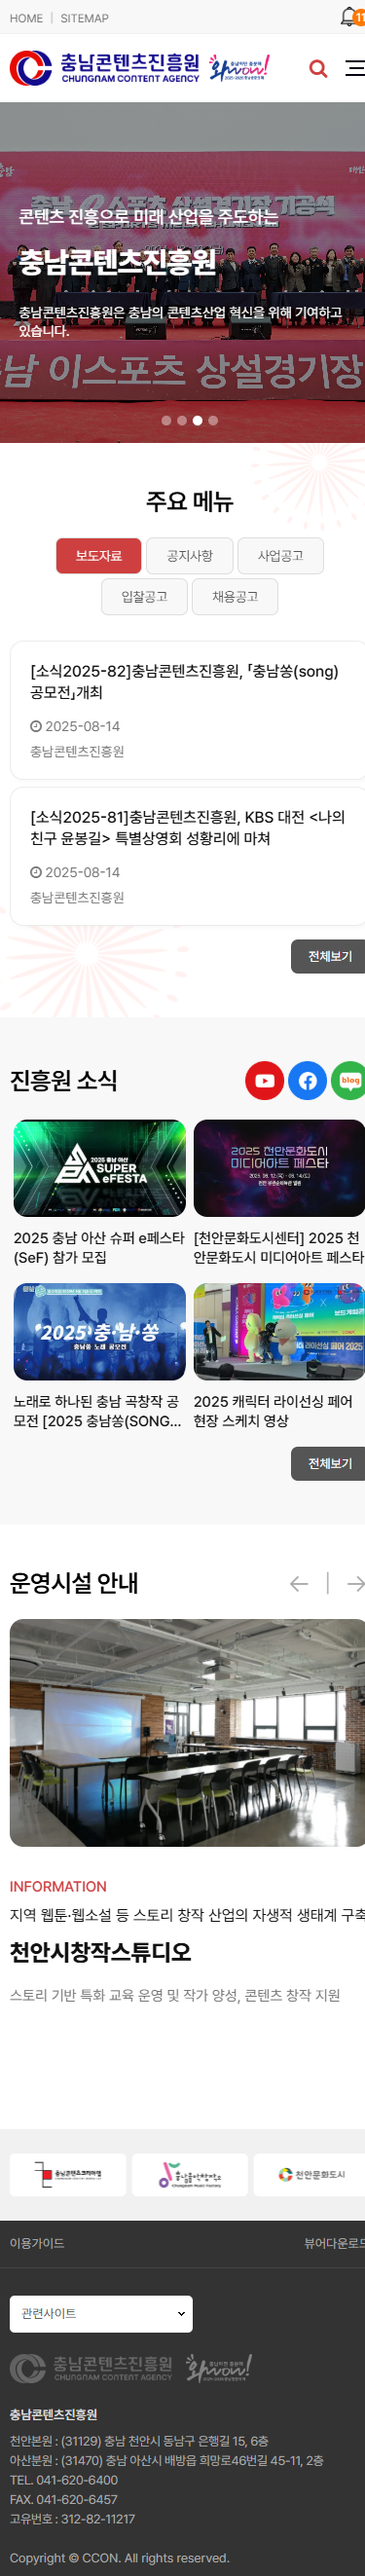 HOME | SITEMAP
11
충남콘텐츠진흥원
CHUNGNAM CONTENT AGENCY
와우won!
콘텐츠 진흥으로 미래 산업을 주도하는
충남콘텐츠진흥원
충남콘텐츠진흥원은 충남의 콘텐츠산업 혁신을 위해 기여하고
있습니다.
남 이스포츠 상설경기장
주요 메뉴
보도자료
공지사항
사업공고
입찰공고
채용공고
[소식2025-82]충남콘텐츠진흥원, 「충남쏭(song)
공모전」개최
2025-08-14
충남콘텐츠진흥원
[소식2025-81]충남콘텐츠진흥원, KBS 대전 <나의
친구 윤봉길> 특별상영회 성황리에 마쳐
2025-08-14
충남콘텐츠진흥원
전체보기
진흥원 소식
blog
2025 충남 아산
SUPER
eFESTA
2025 천안문화도시
미디어아트 페스타
2025 충남 아산 슈퍼 e페스타
(SeF) 참가 모집
[천안문화도시센터] 2025 천
안문화도시 미디어아트 페스타
2025 충·남·쏭
충남송 노래 공모전
노래로 하나된 충남 곡창작 공
모전 [2025 충남쏭(SONG...
2025 캐릭터 라이선싱 페어
현장 스케치 영상
전체보기
운영시설 안내
INFORMATION
지역 웹툰·웹소설 등 스토리 창작 산업의 자생적 생태계 구축
천안시창작스튜디오
스토리 기반 특화 교육 운영 및 작가 양성, 콘텐츠 창작 지원
충남콘텐츠코리아랩
충남음악창작소
Chungnam Music Factory
천안문화도시
이용가이드
뷰어다운로드
관련사이트
충남콘텐츠진흥원
CHUNGNAM CONTENT AGENCY
와우won!
충남콘텐츠진흥원
천안본원 : (31129) 충남 천안시 동남구 은행길 15, 6층
아산분원 : (31470) 충남 아산시 배방읍 희망로46번길 45-11, 2층
TEL. 041-620-6400
FAX. 041-620-6457
고유번호 : 312-82-11217
Copyright © CCON. All rights reserved.